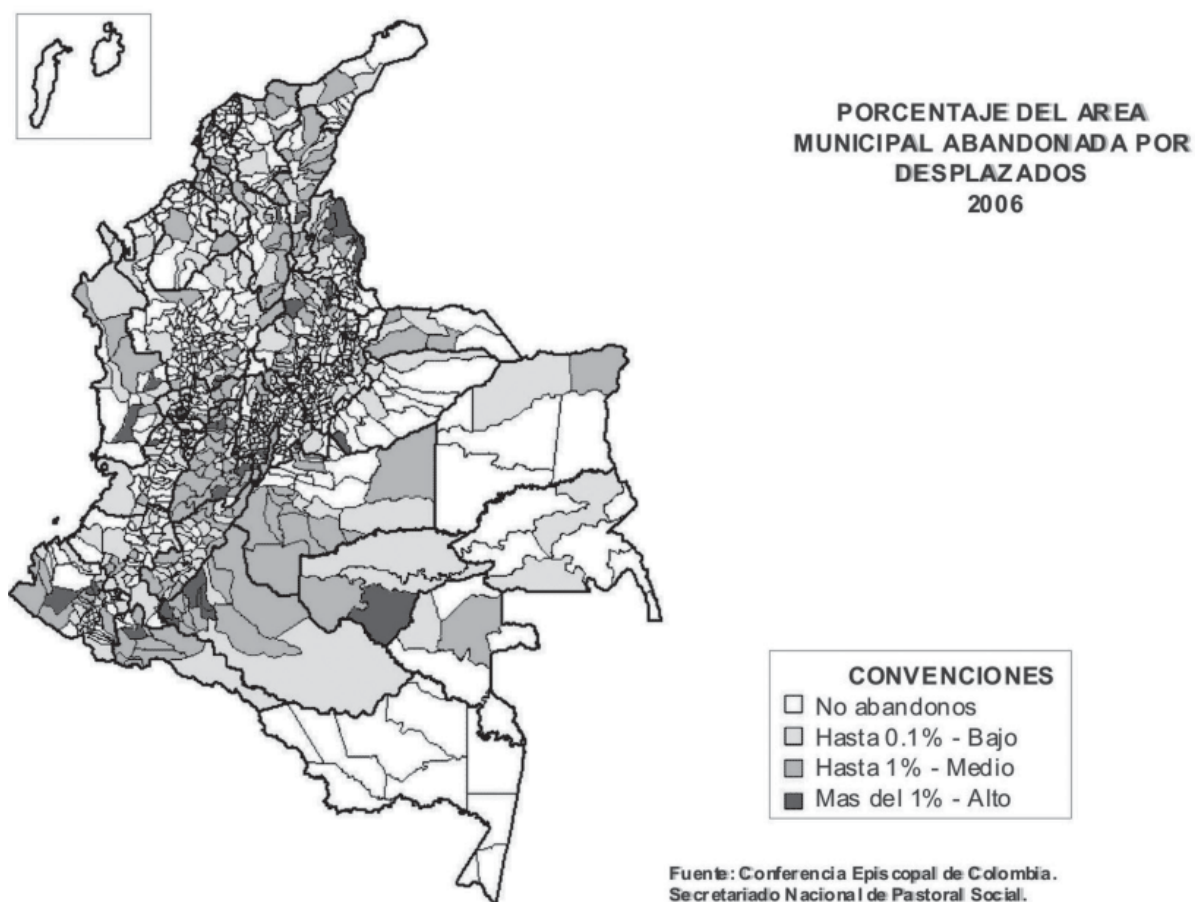 PORCENTAJE DEL AREA
MUNICIPAL ABANDONADA POR
DESPLAZADOS
2006
CONVENCIONES
No abandonos
Hasta 0.1% - Bajo
Hasta 1% - Medio
Mas del 1% - Alto
Fuente: Conferencia Episcopal de Colombia.
Secretariado Nacional de Pastoral Social.